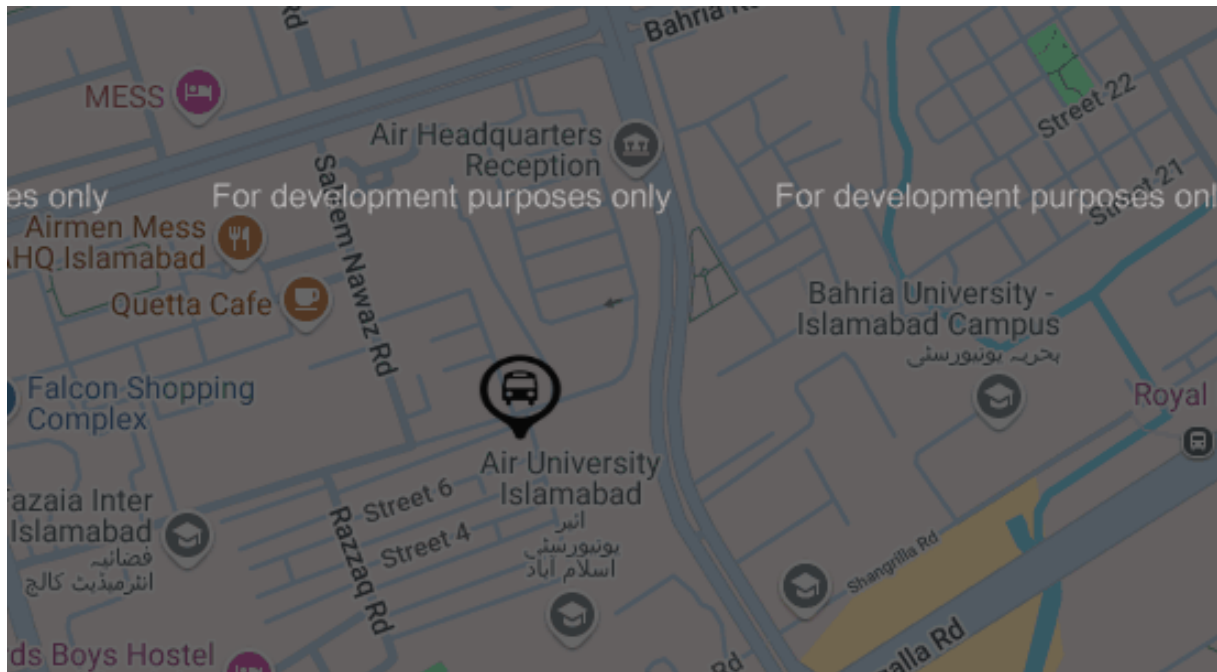 Rd
Bahria
MESS
Street 22
Air Headquarters
Reception
Saleem Nawaz Rd
es only
For development purposes only
For development purposes onl
Street 21
Airmen Mess
AHQ Islamabad
Quetta Cafe
Bahria University -
Islamabad Campus
بحریہ یونیورسٹی
Falcon Shopping
Complex
Royal
Air University
Islamabad
ائیر
یونیورسٹی
اسلام آباد
Street 6
Street 4
azaia Inter
Islamabad
فضائیہ
انٹرمیڈیٹ کالج
Razzaq Rd
Shangrilla Rd
rds Boys Hostel
Rd
alla Rd